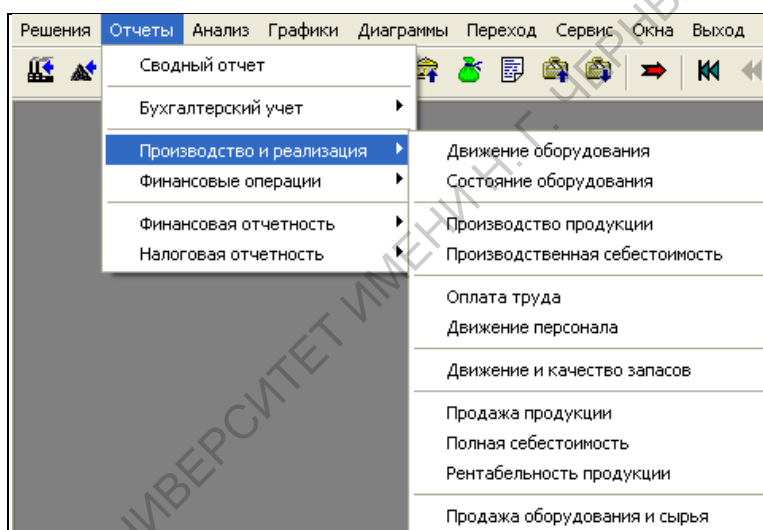 Решения Отчеты Анализ Графики Диаграммы Переход Сервис Окна Выход
Сводный отчет
Бухгалтерский учет
Производство и реализация
Финансовые операции
Финансовая отчетность
Налоговая отчетность
Движение оборудования
Состояние оборудования
Производство продукции
Производственная себестоимость
Оплата труда
Движение персонала
Движение и качество запасов
Продажа продукции
Полная себестоимость
Рентабельность продукции
Продажа оборудования и сырья
ИМЕНИ Н. Г.